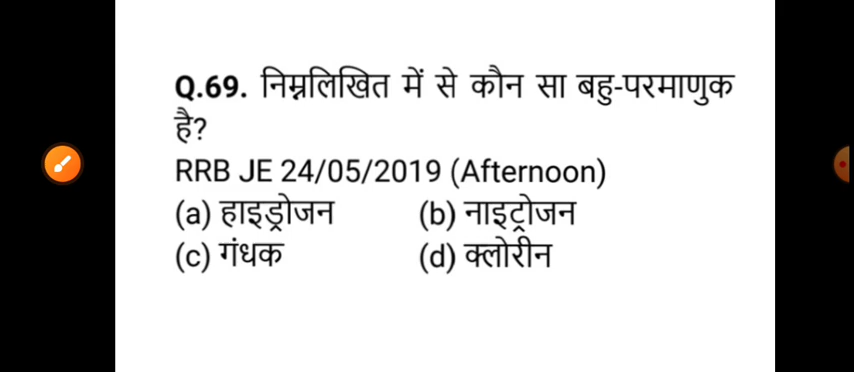 Q.69. निम्नलिखित में से कौन सा बहु-परमाणुक
है?
RRB JE 24/05/2019 (Afternoon)
(a) हाइड्रोजन (b) नाइट्रोजन
(c) गंधक (d) क्लोरीन